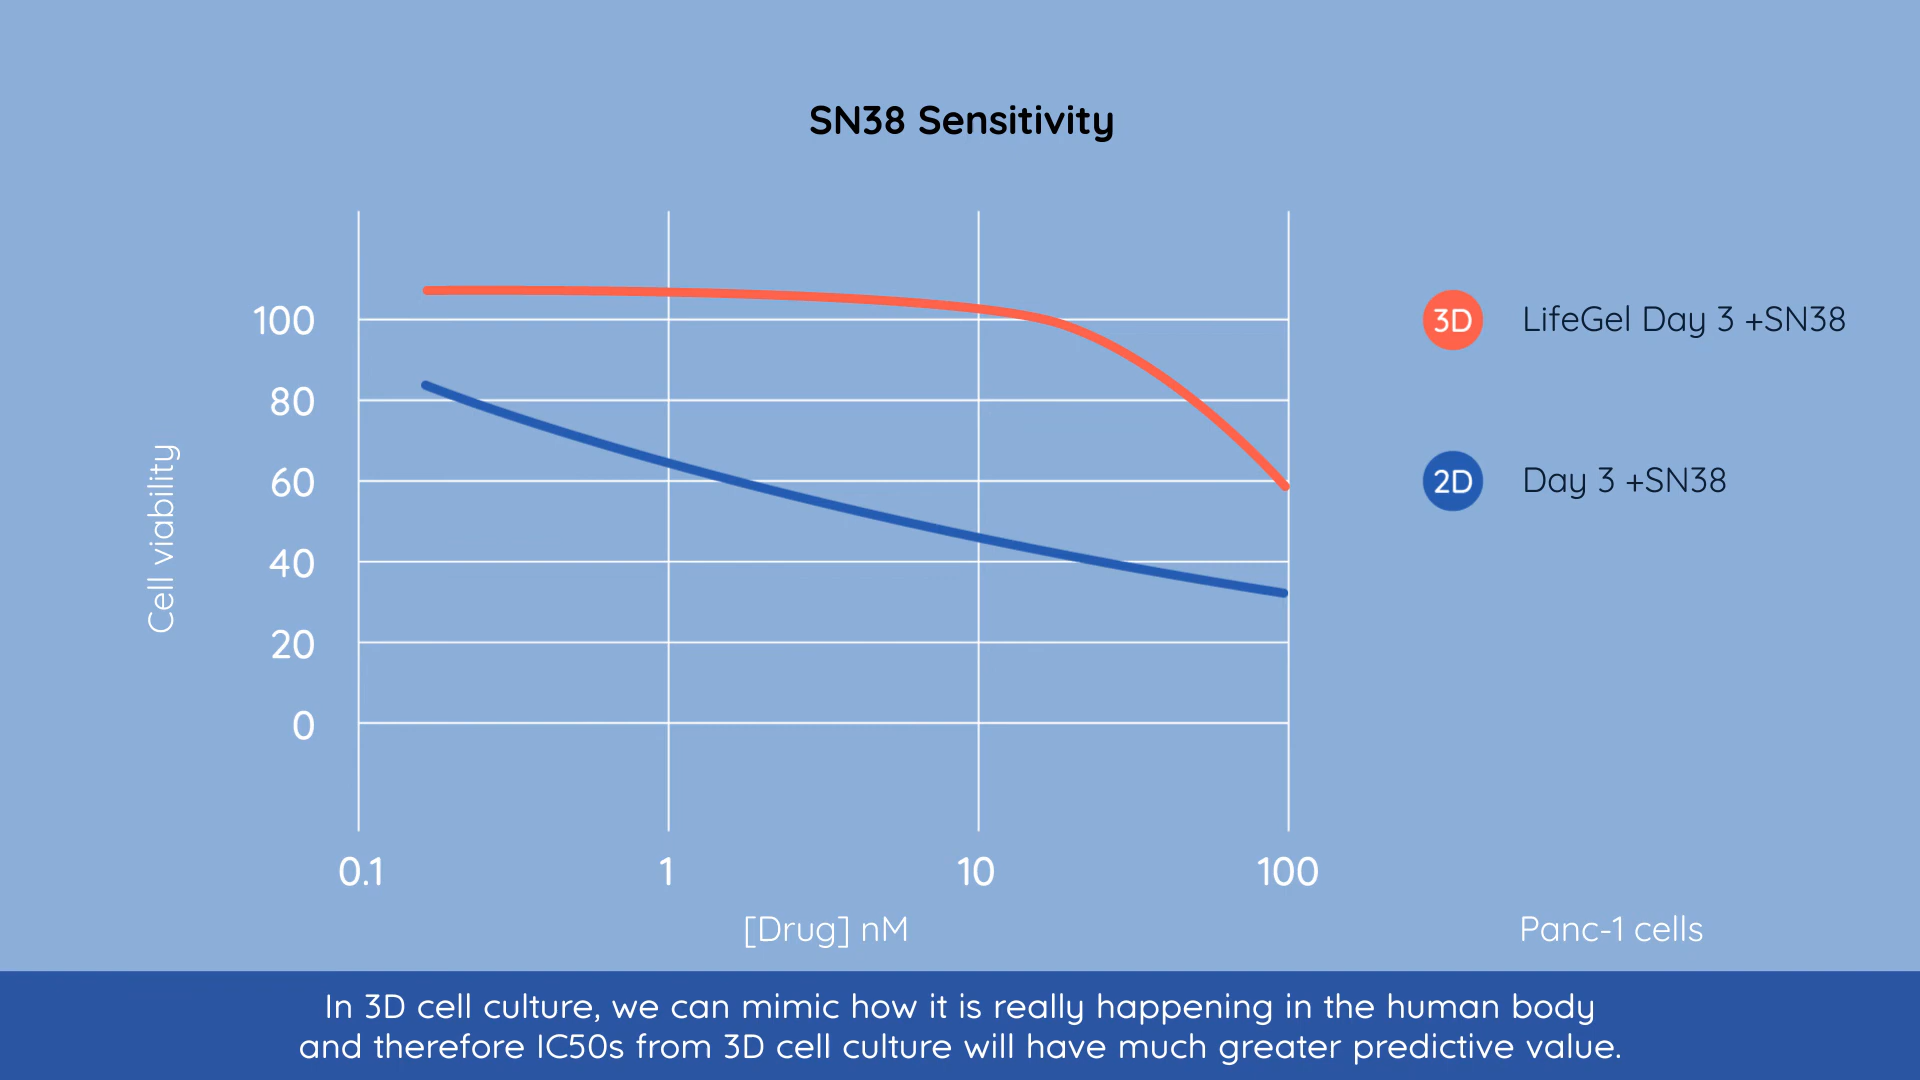 SN38 Sensitivity
100
80
60
40
20
0
Cell viability
0.1 1 10 100
[Drug] nM
3D LifeGel Day 3 +SN38
2D Day 3 +SN38
Panc-1 cells
In 3D cell culture, we can mimic how it is really happening in the human body
and therefore IC50s from 3D cell culture will have much greater predictive value.